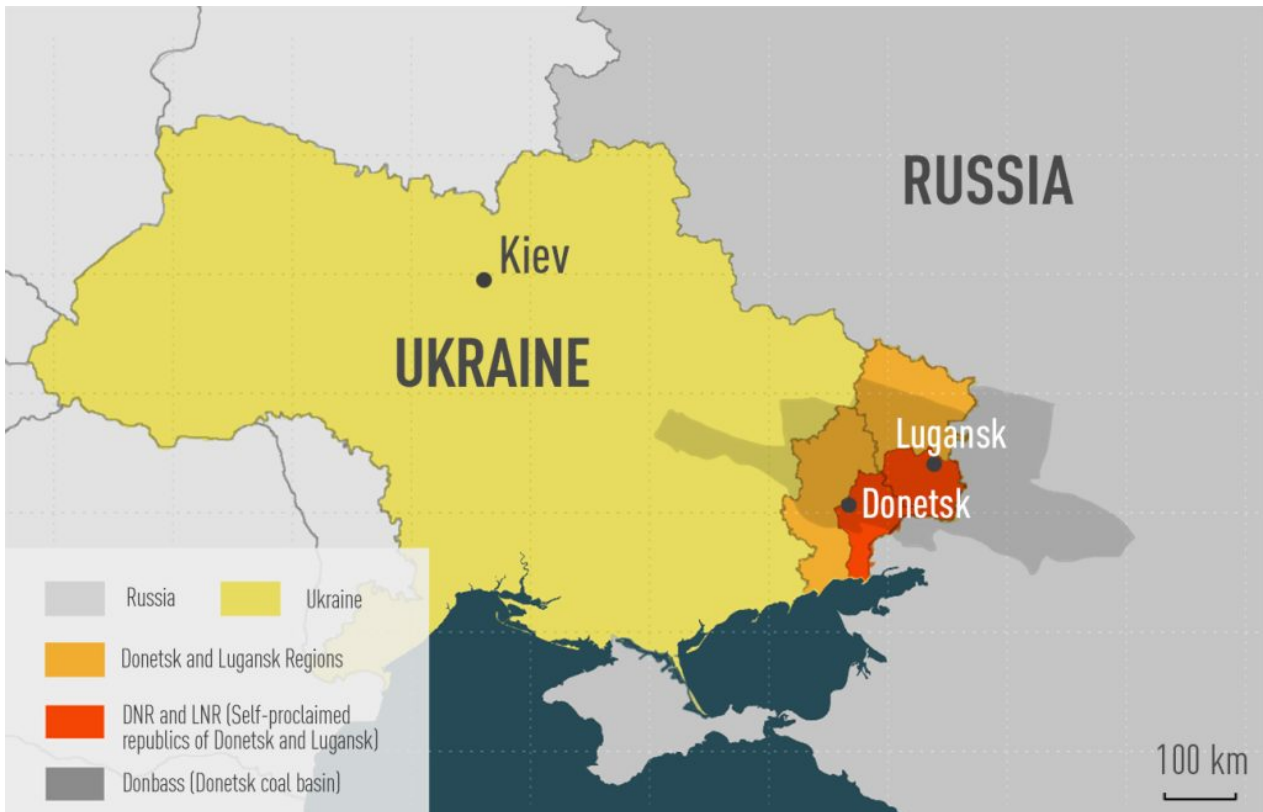 RUSSIA
Kiev
UKRAINE
Lugansk
Donetsk
Russia
Ukraine
Donetsk and Lugansk Regions
DNR and LNR (Self-proclaimed
republics of Donetsk and Lugansk)
Donbass (Donetsk coal basin)
100 km